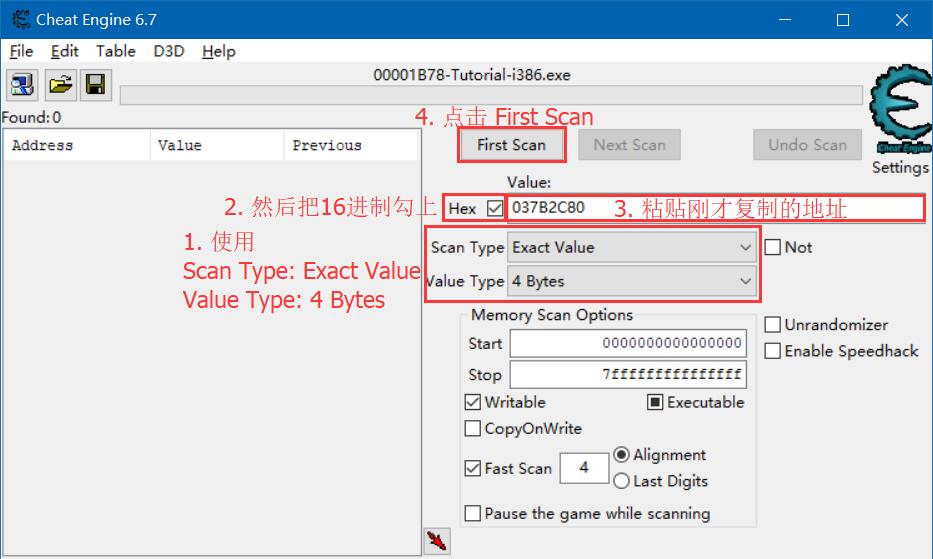 Cheat Engine 6.7
File Edit Table D3D Help
00001B78-Tutorial-i386.exe
Found: 0
4. 点击 First Scan
Address Value Previous
First Scan Next Scan Undo Scan
Cheat Engine
Settings
Value:
2. 然后把16进制勾上
Hex 037B2C80 3. 粘贴刚才复制的地址
1. 使用
Scan Type: Exact Value
Value Type: 4 Bytes
Scan Type Exact Value Not
Value Type 4 Bytes
Memory Scan Options
Start 0000000000000000
Unrandomizer
Stop 7fffffffffffffff
Enable Speedhack
Writable Executable
CopyOnWrite
Fast Scan 4 Alignment
Last Digits
Pause the game while scanning